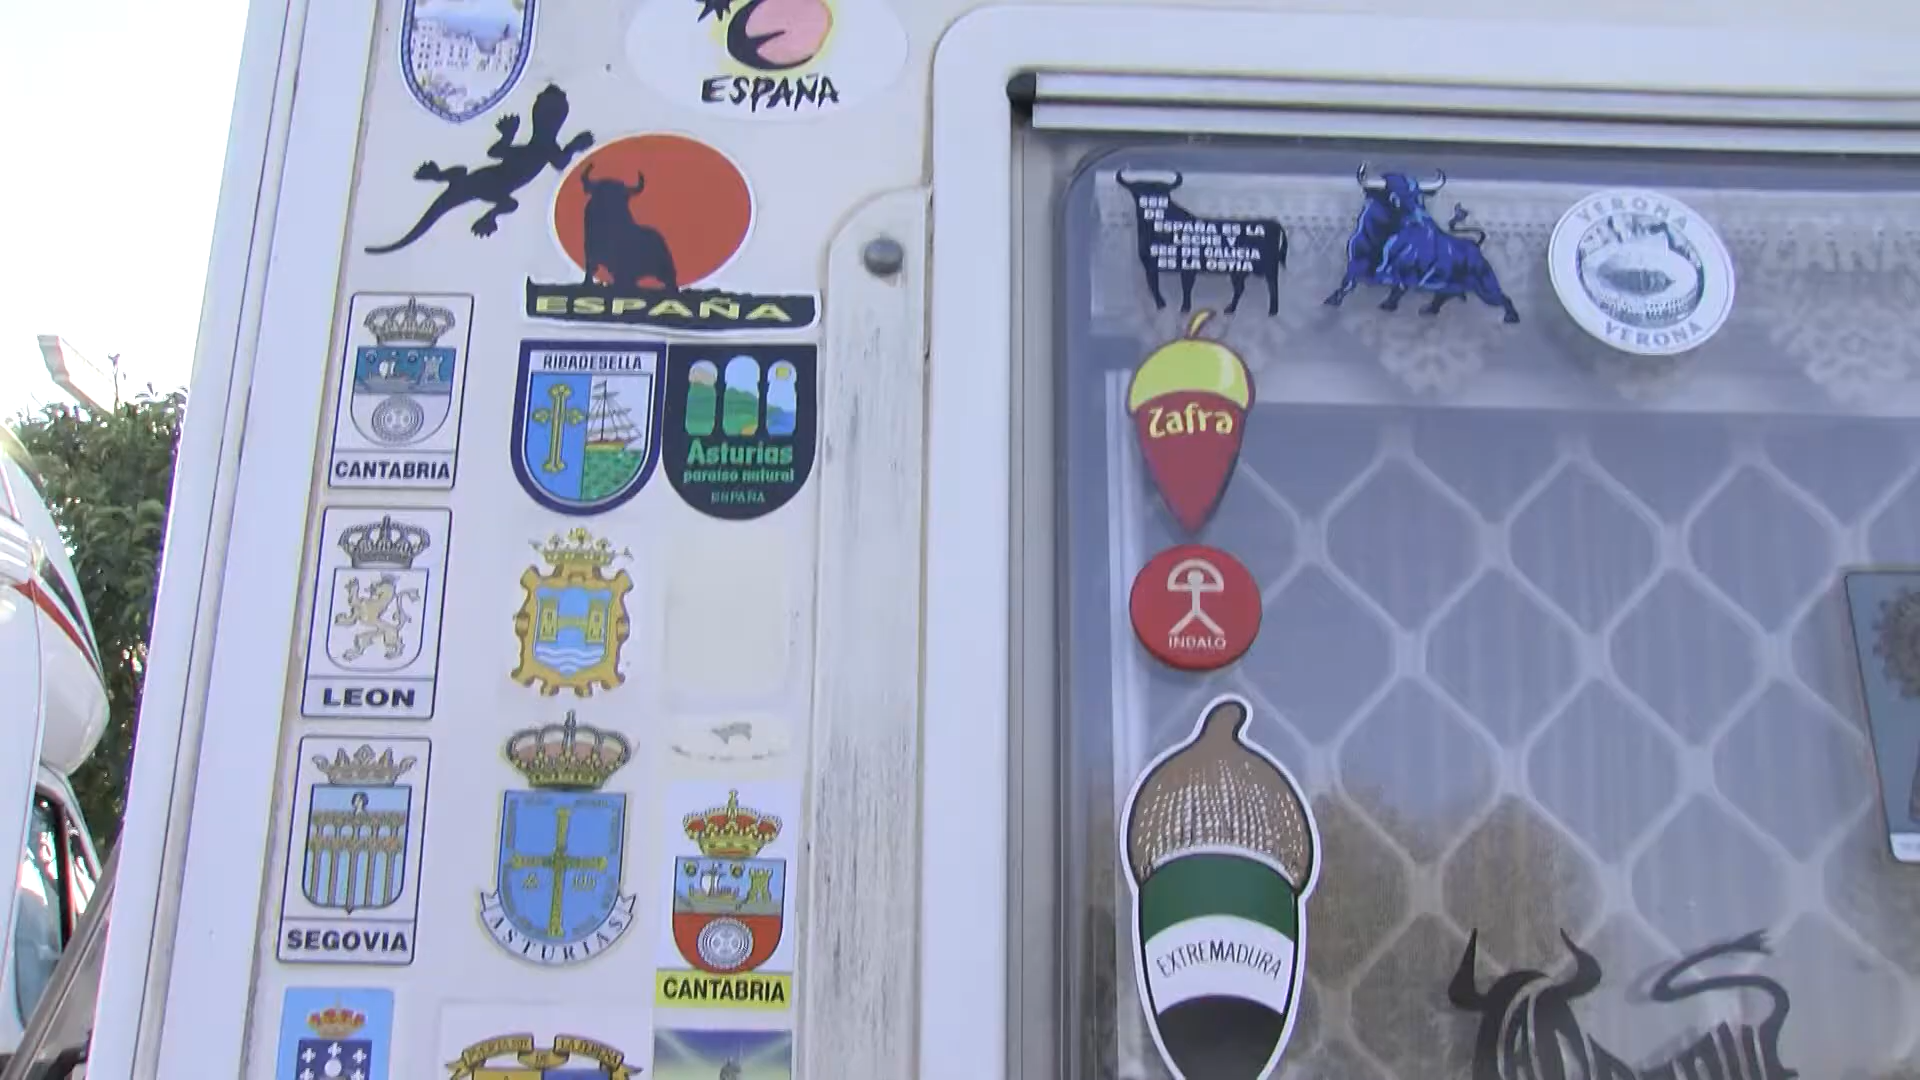 ESPAÑA
ESPAÑA
CANTABRIA
RIBADESELLA
Asturias
paraiso natural
ESPAÑA
LEON
SEGOVIA
ASTURIAS
CANTABRIA
SER
DE
ESPAÑA ES LA
LECHE Y
SER DE GALICIA
ES LA OSTIA
VERONA
VERONA
Zafra
INDALO
EXTREMADURA